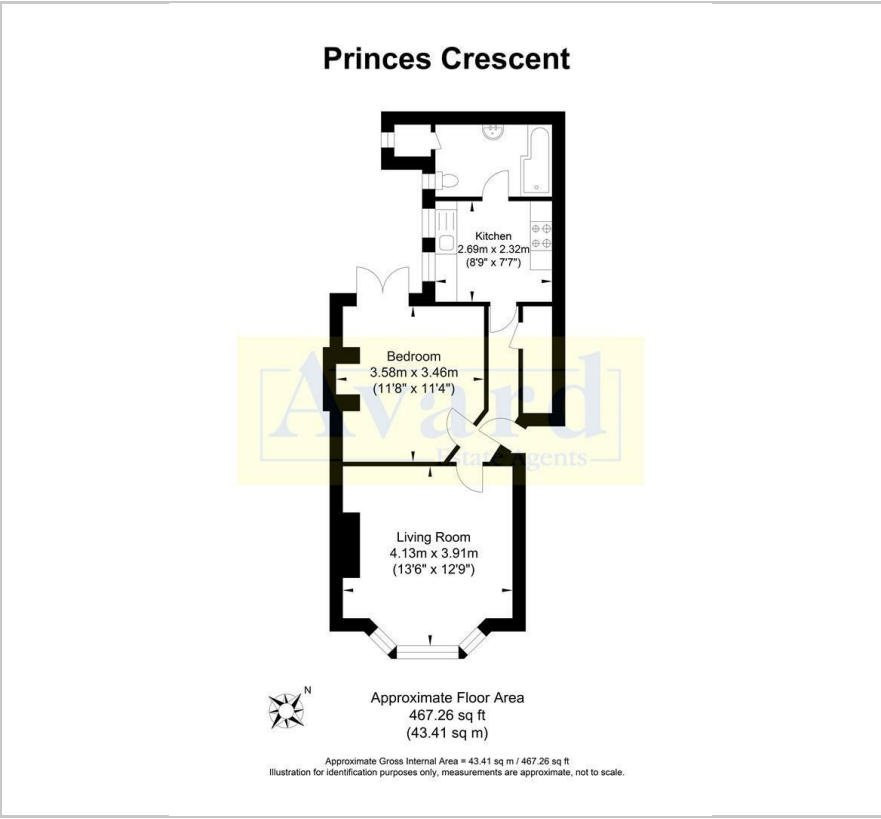 Princes Crescent
Kitchen
2.69m x 2.32m
(8'9" x 7'7")
Bedroom
3.58m x 3.46m
(11'8" x 11'4")
Avard
Estate Agents
Living Room
4.13m x 3.91m
(13'6" x 12'9")
N
Approximate Floor Area
467.26 sq ft
(43.41 sq m)
Approximate Gross Internal Area = 43.41 sq m / 467.26 sq ft
Illustration for identification purposes only, measurements are approximate, not to scale.